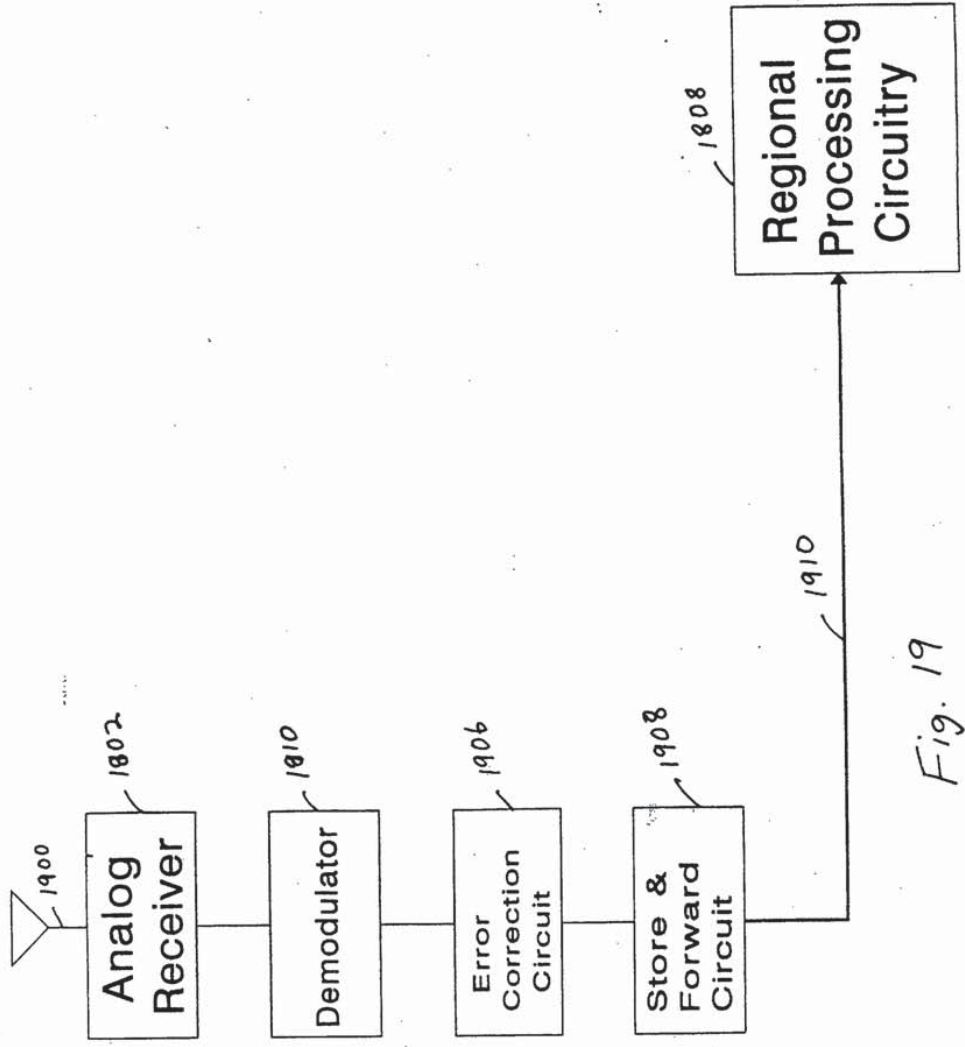 1900
Analog
Receiver
1802
Demodulator
1810
Error
Correction
Circuit
1906
Store &
Forward
Circuit
1908
1910
Regional
Processing
Circuitry
1808
Fig. 19